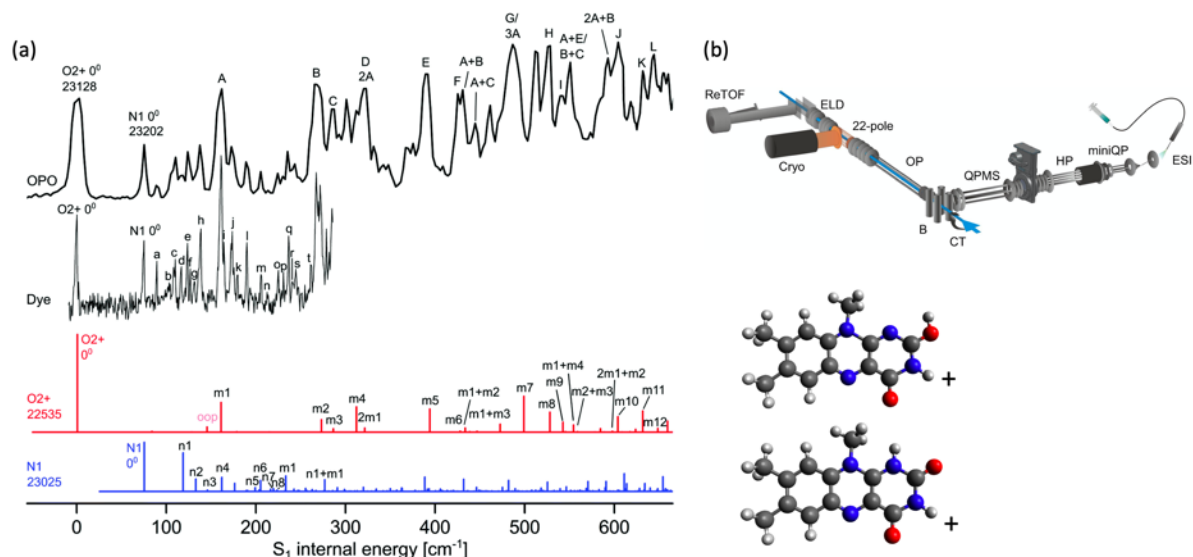 (a)
O2+ 0⁰
23128
N1 0⁰
23202
A
B
C
D
2A
E
F
A+B
A+C
G/
3A
H
I
A+E/
B+C
2A+B
J
K
L
OPO
O2+ 0⁰
N1 0⁰
a
b
c
d
e
f
g
h
i
j
k
l
m
n
o
p
q
r
s
t
Dye
O2+
0⁰
O2+
22535
oop
m1
m2
m3
m4
2m1
m5
m6
m1+m2
m1+m3
m7
m8
m9
m1+m4
m2+m3
2m1+m2
m10
m11
m12
N1
23025
N1
0⁰
n1
n2
n3
n4
n5
n6
n7
n8
m1
n1+m1
0 100 200 300 400 500 600
S₁ internal energy [cm⁻¹]
(b)
ReTOF
ELD
22-pole
Cryo
OP
QPMS
B
CT
HP
miniQP
ESI
+
+